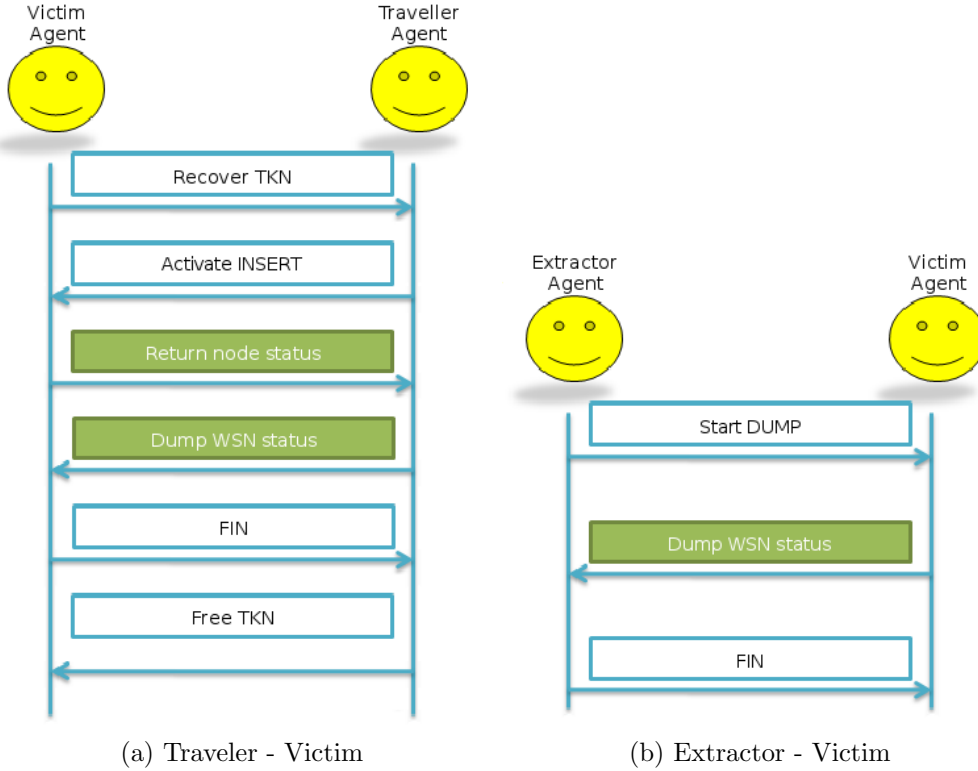 Victim
Agent
Traveller
Agent
Recover TKN
Activate INSERT
Return node status
Dump WSN status
FIN
Free TKN
(a) Traveler - Victim
Extractor
Agent
Victim
Agent
Start DUMP
Dump WSN status
FIN
(b) Extractor - Victim